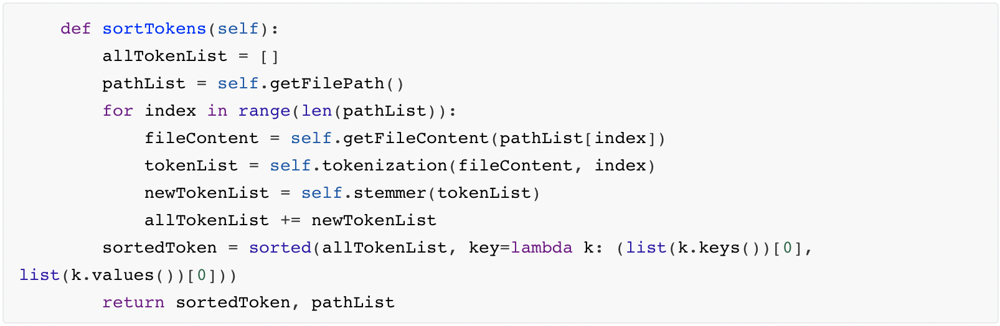 def sortTokens(self):
allTokenList = []
pathList = self.getFilePath()
for index in range(len(pathList)):
fileContent = self.getFileContent(pathList[index])
tokenList = self.tokenization(fileContent, index)
newTokenList = self.stemmer(tokenList)
allTokenList += newTokenList
sortedToken = sorted(allTokenList, key=lambda k: (list(k.keys())[0],
list(k.values())[0]))
return sortedToken, pathList